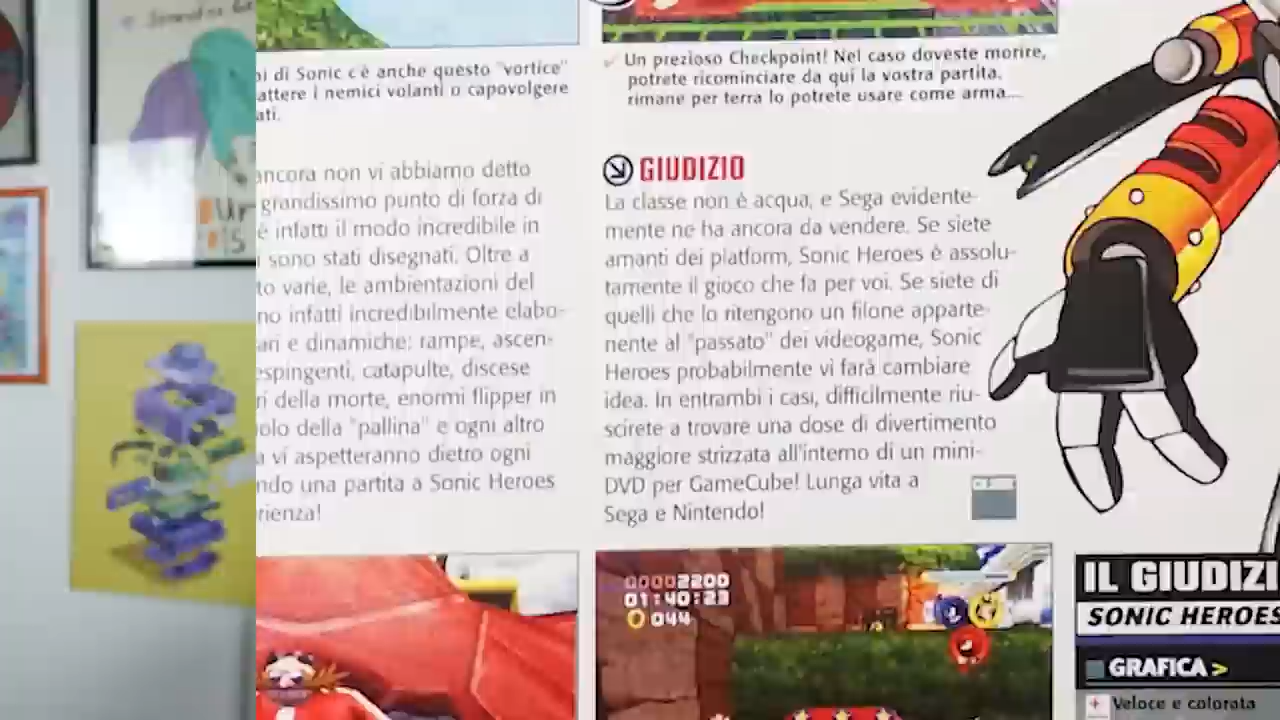 ai di Sonic c'è anche questo "vortice"
attere i nemici volanti o capovolgere
ati.
Un prezioso Checkpoint! Nel caso doveste morire,
potrete ricominciare da qui la vostra partita.
rimane per terra lo potrete usare come arma...
ancora non vi abbiamo detto
grandissimo punto di forza di
è infatti il modo incredibile in
sono stati disegnati. Oltre a
to varie, le ambientazioni del
no infatti incredibilmente elabo-
ari e dinamiche: rampe, ascen-
espingenti, catapulte, discese
ri della morte, enormi flipper in
olo della "pallina" e ogni altro
a vi aspetteranno dietro ogni
ndo una partita a Sonic Heroes
rienza!
GIUDIZIO
La classe non è acqua, e Sega evidente-
mente ne ha ancora da vendere. Se siete
amanti dei platform, Sonic Heroes è assolu-
tamente il gioco che fa per voi. Se siete di
quelli che lo ritengono un filone apparte-
nente al "passato" dei videogame, Sonic
Heroes probabilmente vi farà cambiare
idea. In entrambi i casi, difficilmente riu-
scirete a trovare una dose di divertimento
maggiore strizzata all'interno di un mini-
DVD per GameCube! Lunga vita a
Sega e Nintendo!
00002200
01:40:23
044
IL GIUDIZI
SONIC HEROES
GRAFICA >
+ Veloce e colorata